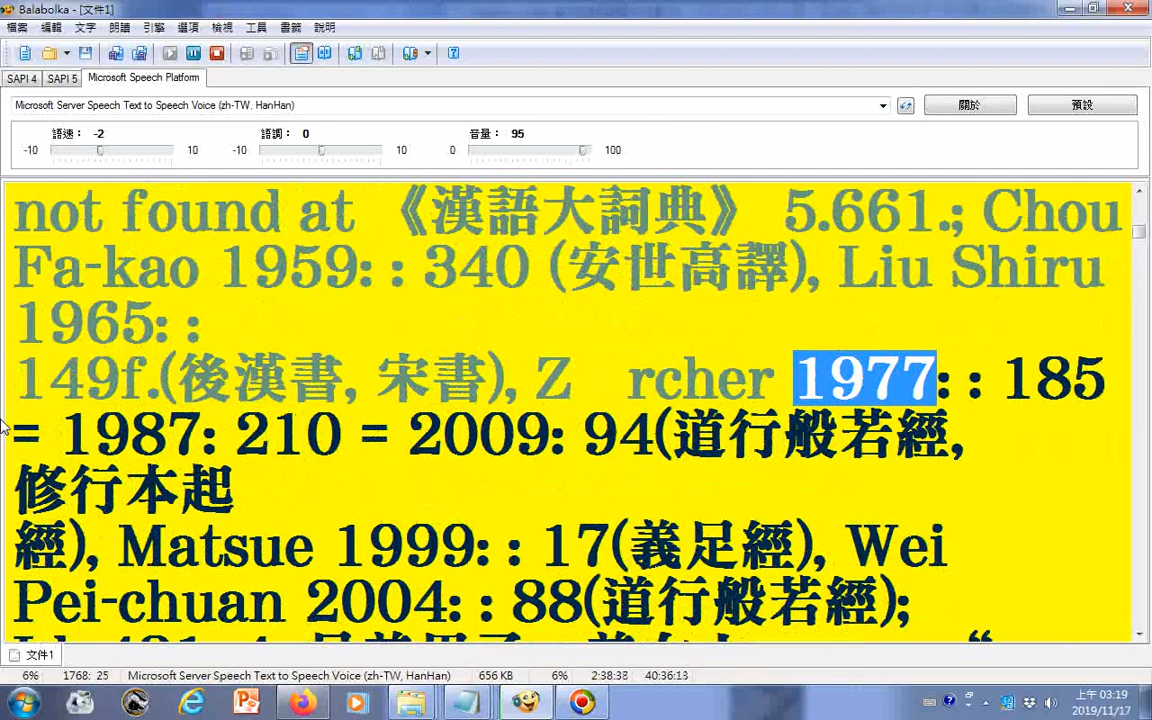 Balabolka - [文件1]
檔案 編輯 文字 朗讀 引擎 選項 檢視 工具 書籤 說明
SAPI 4 SAPI 5 Microsoft Speech Platform
Microsoft Server Speech Text to Speech Voice (zh-TW, HanHan)
關於 預設
語速： -2 語調： 0 音量： 95
-10 10 -10 10 0 100
not found at 《漢語大詞典》 5.661.; Chou
Fa-kao 1959: : 340 (安世高譯), Liu Shiru
1965: :
149f.(後漢書, 宋書), Z rcher 1977: : 185
= 1987: 210 = 2009: 94(道行般若經,
修行本起
經), Matsue 1999: : 17(義足經), Wei
Pei-chuan 2004: : 88(道行般若經);
文件1
6% 1768: 25 Microsoft Server Speech Text to Speech Voice (zh-TW, HanHan) 656 KB 6% 2:38:38 40:36:13
上午 03:19
2019/11/17